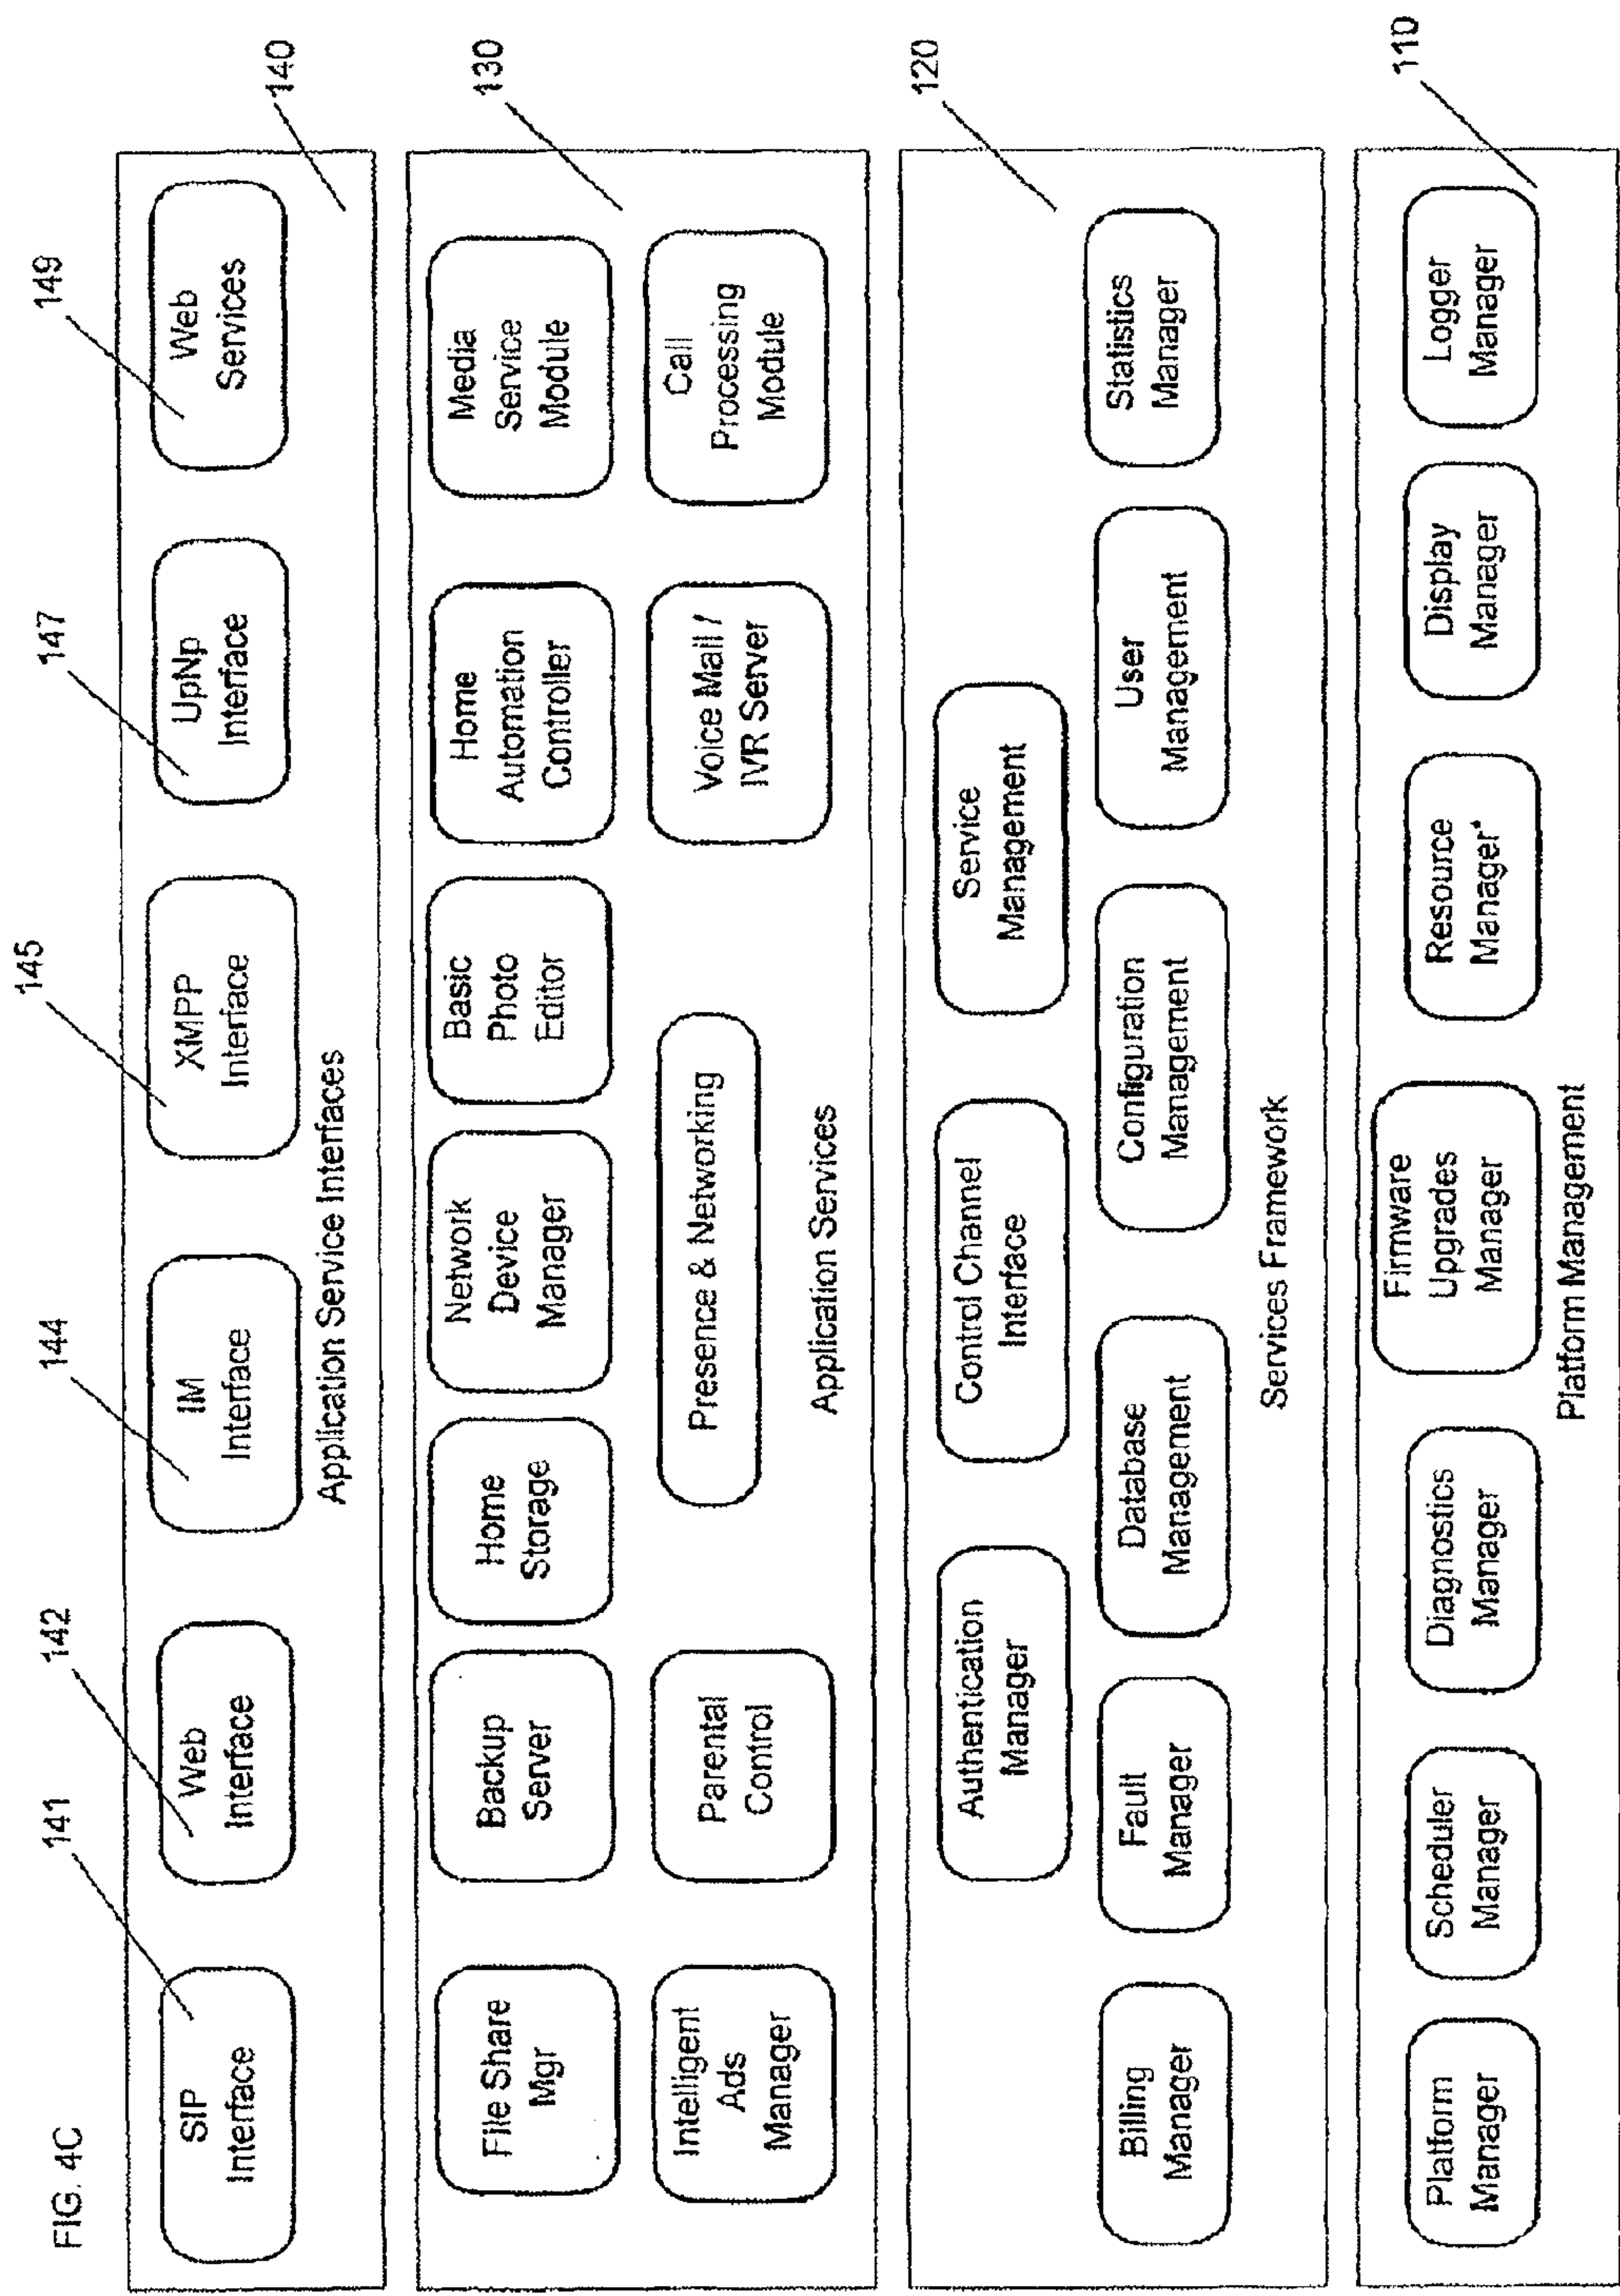 FIG. 4C
141
142
144
145
147
149
140
SIP
Interface
Web
Interface
IM
Interface
XMPP
Interface
UpNp
Interface
Web
Services
Application Service Interfaces
130
File Share
Mgr
Backup
Server
Home
Storage
Network
Device
Manager
Basic
Photo
Editor
Home
Automation
Controller
Media
Service
Module
Intelligent
Ads
Manager
Parental
Control
Presence & Networking
Voice Mail /
IVR Server
Call
Processing
Module
Application Services
120
Authentication
Manager
Control Channel
Interface
Service
Management
Billing
Manager
Fault
Manager
Database
Management
Configuration
Management
User
Management
Statistics
Manager
Services Framework
110
Platform
Manager
Scheduler
Manager
Diagnostics
Manager
Firmware
Upgrades
Manager
Resource
Manager*
Display
Manager
Logger
Manager
Platform Management